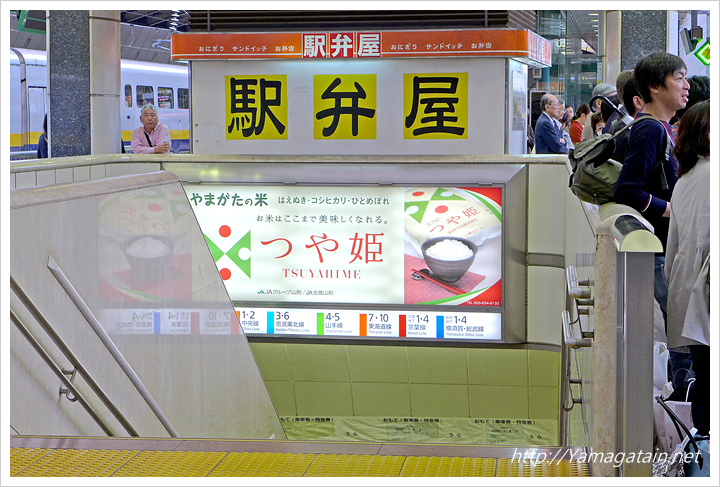 おにぎり サンドイッチ お弁当 駅弁屋 おにぎり サンドイッチ お弁当
駅弁屋
やまがたの米 はえぬき・コシヒカリ・ひとめぼれ
お米はここまで美味しくなれる。
つや姫
TSUYAHIME
JAグループ山形/JA全農山形
1・2 中央線
3・6 京浜東北線
4・5 山手線
7・10 東海道線
1・4 京葉線
1・4 横須賀・総武線
http://Yamagatain.net